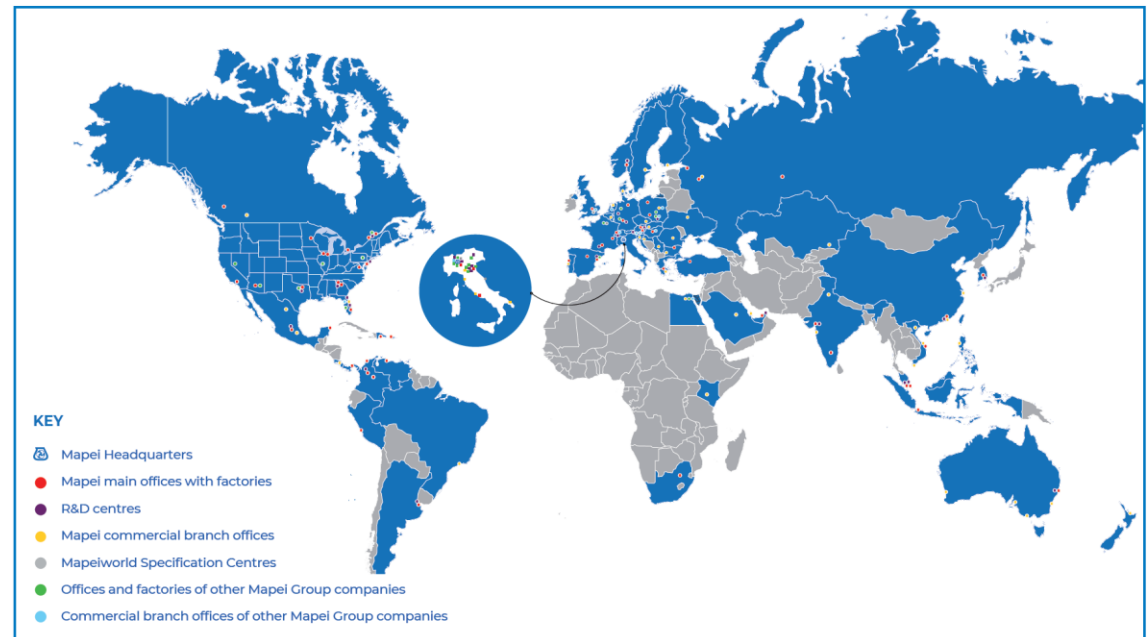 KEY
Mapei Headquarters
Mapei main offices with factories
R&D centres
Mapei commercial branch offices
Mapeiworld Specification Centres
Offices and factories of other Mapei Group companies
Commercial branch offices of other Mapei Group companies